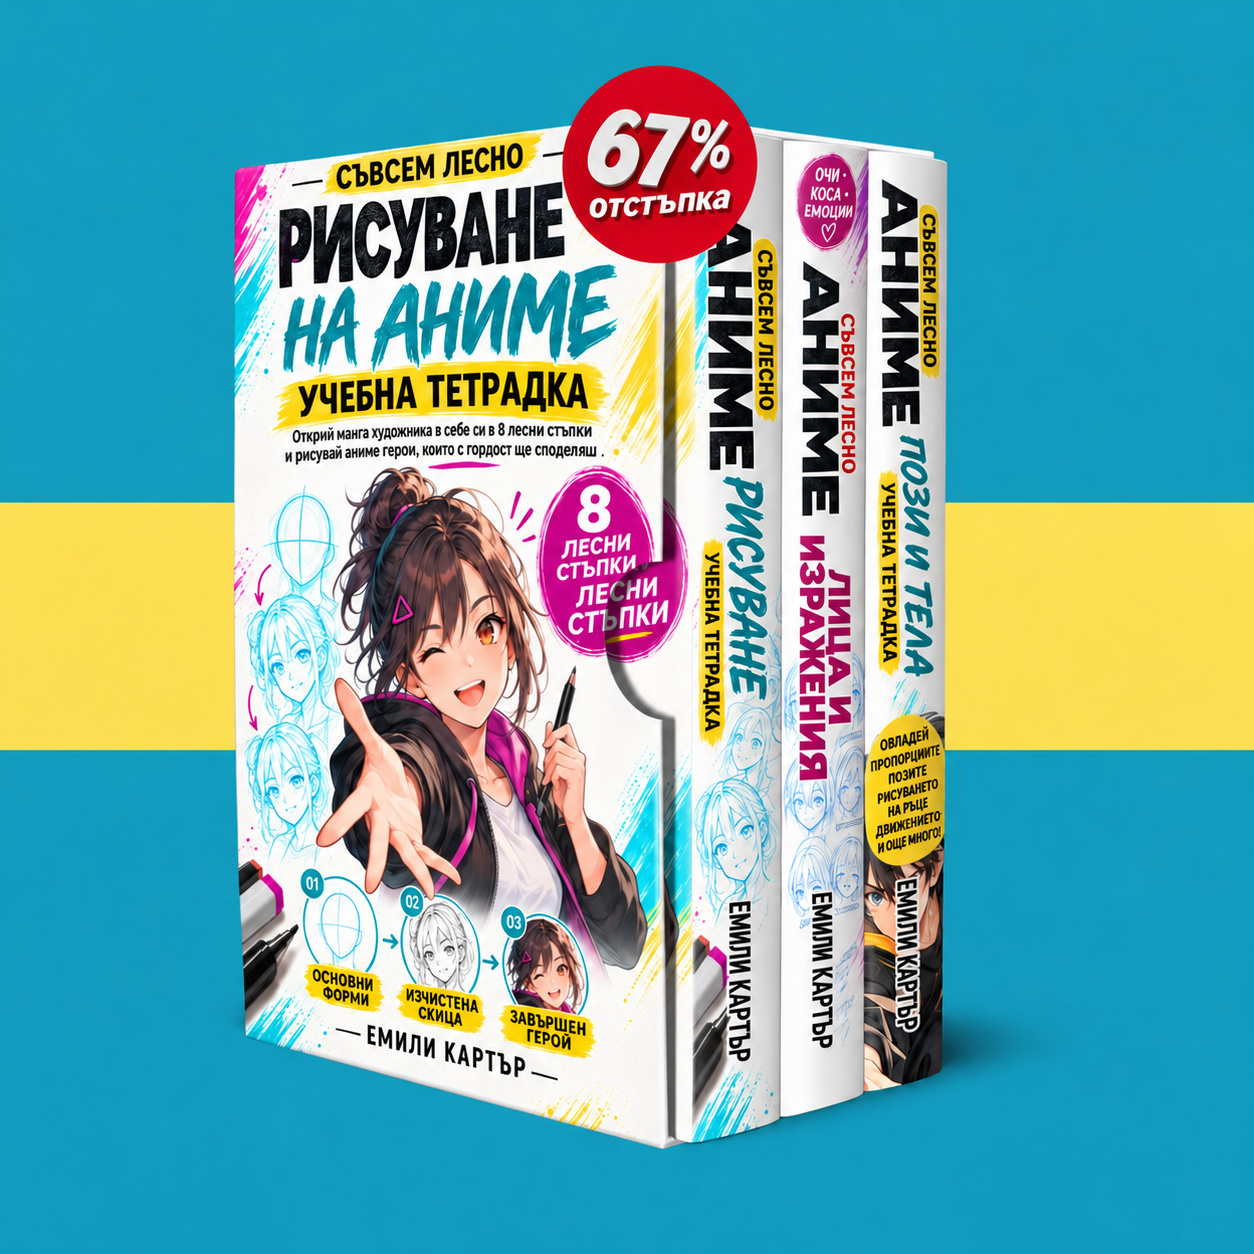 67%
отстъпка
СЪВСЕМ ЛЕСНО
РИСУВАНЕ
НА АНИМЕ
УЧЕБНА ТЕТРАДКА
Открий манга художника в себе си в 8 лесни стъпки
и рисувай аниме герои, които с гордост ще споделяш .
8
ЛЕСНИ
СТЪПКИ
ЛЕСНИ
СТЪПКИ
01
ОСНОВНИ
ФОРМИ
02
ИЗЧИСТЕНА
СКИЦА
03
ЗАВЪРШЕН
ГЕРОЙ
ЕМИЛИ КАРТЪР
СЪВСЕМ ЛЕСНО
АНИМЕ РИСУВАНЕ
УЧЕБНА ТЕТРАДКА
ЕМИЛИ КАРТЪР
ОЧИ •
КОСА •
ЕМОЦИИ
СЪВСЕМ ЛЕСНО
АНИМЕ
ЛИЦА И
ИЗРАЖЕНИЯ
ЕМИЛИ КАРТЪР
СЪВСЕМ ЛЕСНО
АНИМЕ ПОЗИ И ТЕЛА
УЧЕБНА ТЕТРАДКА
ОВЛАДЕЙ
ПРОПОРЦИИТЕ
ПОЗИТЕ
РИСУВАНЕТО
НА РЪЦЕ
ДВИЖЕНИЕТО
И ОЩЕ МНОГО!
ЕМИЛИ КАРТЪР